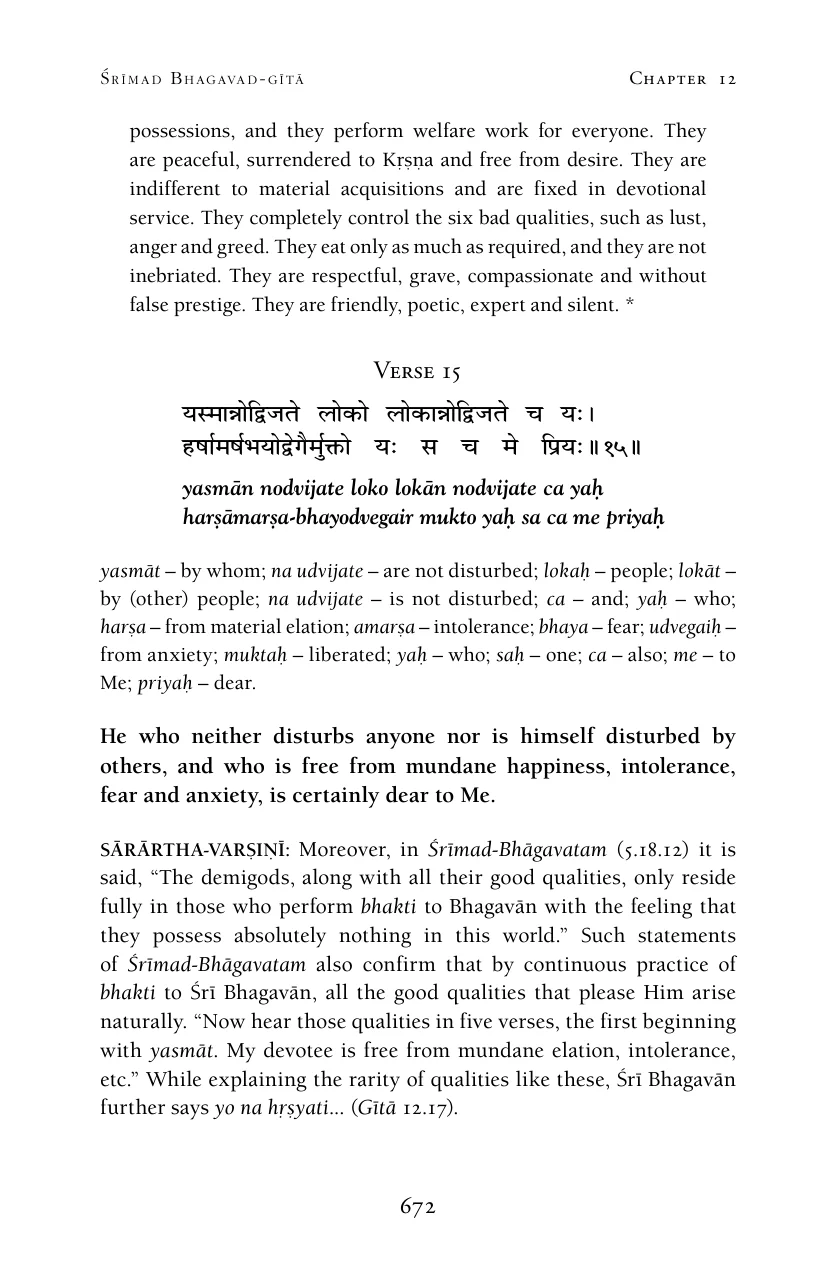 Śrīmad Bhagavad-gītā Chapter 12
possessions, and they perform welfare work for everyone. They
are peaceful, surrendered to Kṛṣṇa and free from desire. They are
indifferent to material acquisitions and are fixed in devotional
service. They completely control the six bad qualities, such as lust,
anger and greed. They eat only as much as required, and they are not
inebriated. They are respectful, grave, compassionate and without
false prestige. They are friendly, poetic, expert and silent. *
Verse 15
यस्मान्नोद्विजते लोको लोकान्नोद्विजते च यः।
हर्षामर्षभयोद्वेगैर्मुक्तो यः स च मे प्रियः॥१५॥
yasmān nodvijate loko lokān nodvijate ca yaḥ
harṣāmarṣa-bhayodvegair mukto yaḥ sa ca me priyaḥ
yasmāt – by whom; na udvijate – are not disturbed; lokaḥ – people; lokāt –
by (other) people; na udvijate – is not disturbed; ca – and; yaḥ – who;
harṣa – from material elation; amarṣa – intolerance; bhaya – fear; udvegaiḥ –
from anxiety; muktaḥ – liberated; yaḥ – who; saḥ – one; ca – also; me – to
Me; priyaḥ – dear.
He who neither disturbs anyone nor is himself disturbed by
others, and who is free from mundane happiness, intolerance,
fear and anxiety, is certainly dear to Me.
SĀRĀRTHA-VARṢIṆĪ: Moreover, in Śrīmad-Bhāgavatam (5.18.12) it is
said, “The demigods, along with all their good qualities, only reside
fully in those who perform bhakti to Bhagavān with the feeling that
they possess absolutely nothing in this world.” Such statements
of Śrīmad-Bhāgavatam also confirm that by continuous practice of
bhakti to Śrī Bhagavān, all the good qualities that please Him arise
naturally. “Now hear those qualities in five verses, the first beginning
with yasmāt. My devotee is free from mundane elation, intolerance,
etc.” While explaining the rarity of qualities like these, Śrī Bhagavān
further says yo na hṛṣyati... (Gītā 12.17).
672